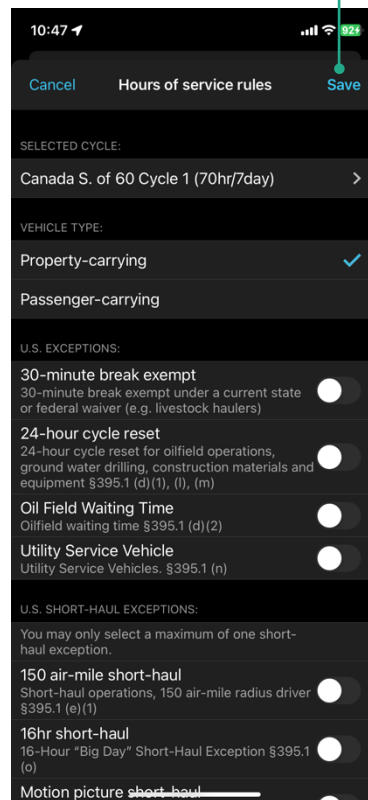 10:47
92
Cancel Hours of service rules Save
SELECTED CYCLE:
Canada S. of 60 Cycle 1 (70hr/7day)
VEHICLE TYPE:
Property-carrying
Passenger-carrying
U.S. EXCEPTIONS:
30-minute break exempt
30-minute break exempt under a current state
or federal waiver (e.g. livestock haulers)
24-hour cycle reset
24-hour cycle reset for oilfield operations,
ground water drilling, construction materials and
equipment §395.1 (d)(1), (l), (m)
Oil Field Waiting Time
Oilfield waiting time §395.1 (d)(2)
Utility Service Vehicle
Utility Service Vehicles. §395.1 (n)
U.S. SHORT-HAUL EXCEPTIONS:
You may only select a maximum of one short-
haul exception.
150 air-mile short-haul
Short-haul operations, 150 air-mile radius driver
§395.1 (e)(1)
16hr short-haul
16-Hour “Big Day” Short-Haul Exception §395.1
(o)
Motion picture short-haul